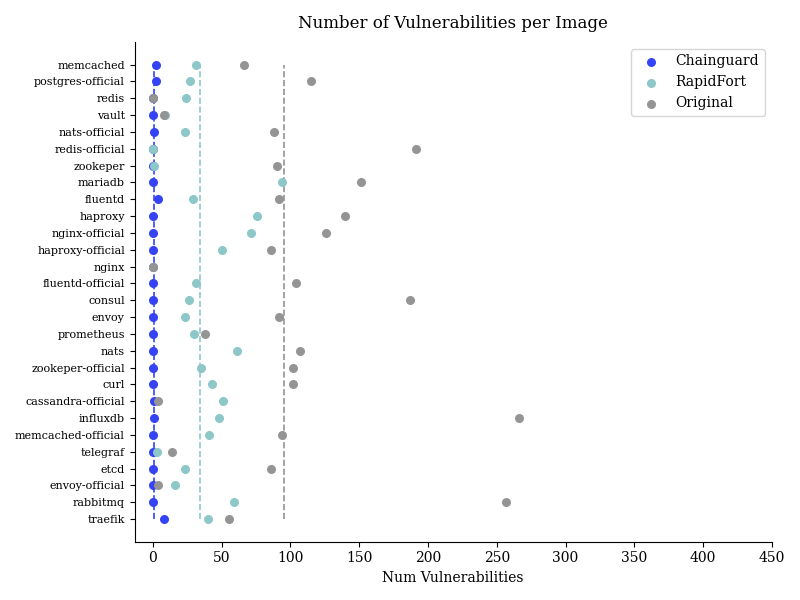 Number of Vulnerabilities per Image
Chainguard
RapidFort
Original
memcached
postgres-official
redis
vault
nats-official
redis-official
zookeper
mariadb
fluentd
haproxy
nginx-official
haproxy-official
nginx
fluentd-official
consul
envoy
prometheus
nats
zookeper-official
curl
cassandra-official
influxdb
memcached-official
telegraf
etcd
envoy-official
rabbitmq
traefik
0 50 100 150 200 250 300 350 400 450
Num Vulnerabilities